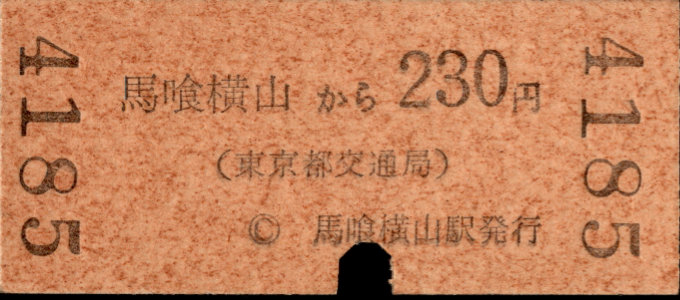 4185
馬喰横山 から 230円
(東京都交通局)
© 馬喰横山駅発行
4185